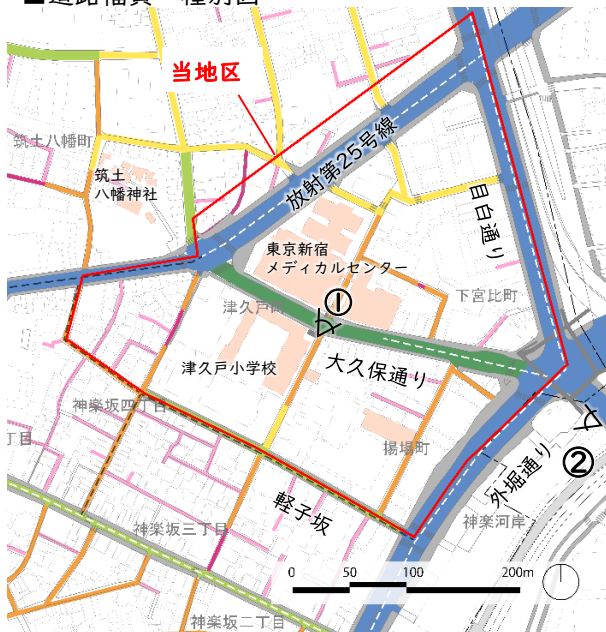 ■道路幅員・種別図
当地区
筑土八幡町
筑土
八幡神社
放射第25号線
目白通り
東京新宿
メディカルセンター
下宮比町
津久戸町
①
大久保通り
津久戸小学校
神楽坂四丁目
丁目
揚場町
外堀通り
②
軽子坂
神楽河岸
神楽坂三丁目
0 50 100 200m
神楽坂二丁目